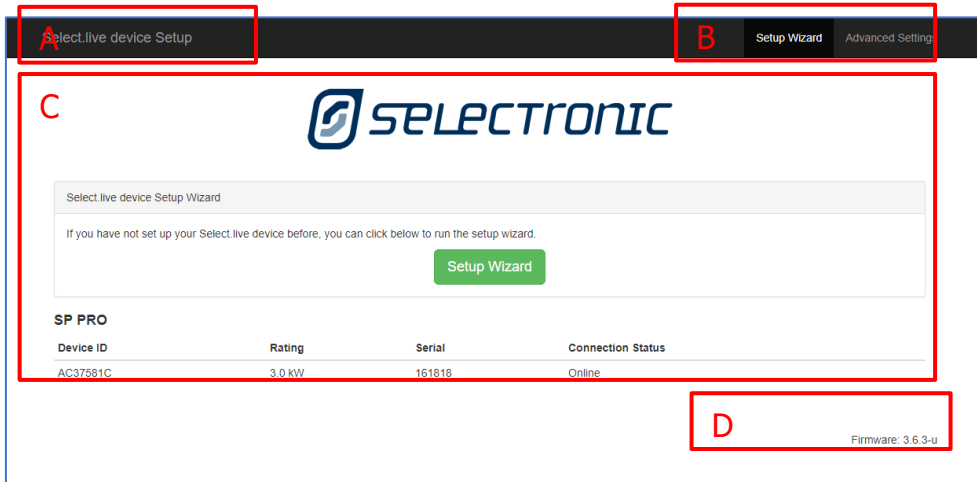 A
Select.live device Setup
B
Setup Wizard Advanced Settings
C
SELECTRONIC
Select.live device Setup Wizard
If you have not set up your Select.live device before, you can click below to run the setup wizard.
Setup Wizard
SP PRO
Device ID Rating Serial Connection Status
AC37581C 3.0 kW 161818 Online
D
Firmware: 3.6.3-u